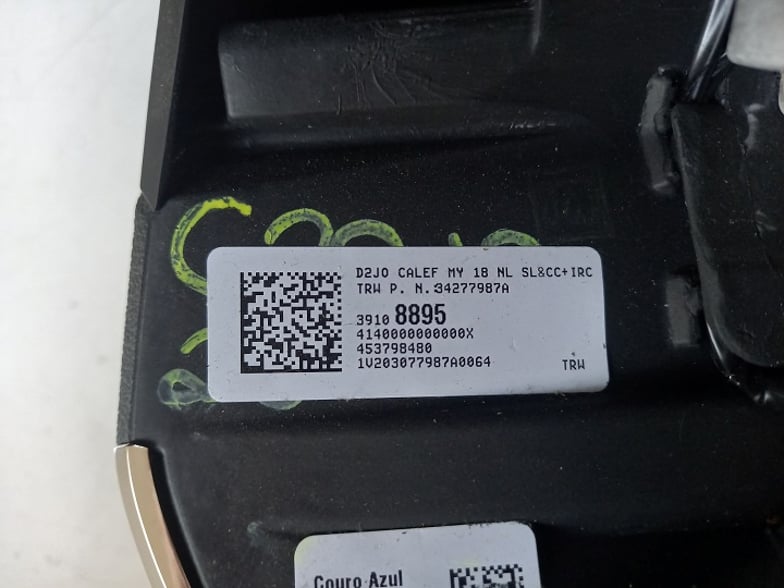 D2JO CALEF MY 18 NL SL&CC+IRC
TRW P. N.34277987A
3910 8895
4140000000000X
453798480
1V203077987A0064
TRW
Couro Azul